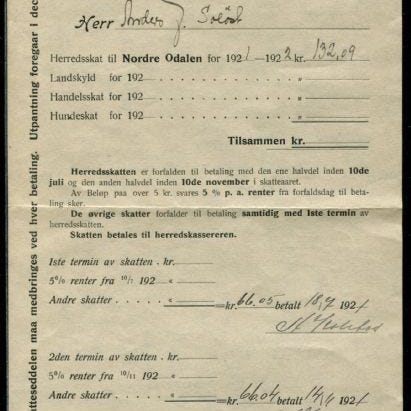 Herr Anders J. Solöst
Herredsskat til Nordre Odalen for 1921—1922 kr. 132,09
Landskyld for 192 „
Handelsskat for 192 „
Hundeskat for 192 „
Tilsammen kr.
Herredsskatten er forfalden til betaling med den ene halvdel inden 10de
juli og den anden halvdel inden 10de november i skatteaaret.
Av Beløp paa over 5 kr. svares 5 % p. a. renter fra forfaldsdag til beta-
ling sker.
De øvrige skatter forfalder til betaling samtidig med 1ste termin av
herredsskatten.
Skatten betales til herredskassereren.
1ste termin av skatten . kr.
5% renter fra 10/7 192 „
Andre skatter „ =kr. 66.05 betalt 18/7 1921
2den termin av skatten . kr.
5% renter fra 10/11 192 „
Andre skatter „ =kr. 66.04 betalt 192
atteseddelen maa medbringes ved hver betaling. Utpantning foregaar i dec